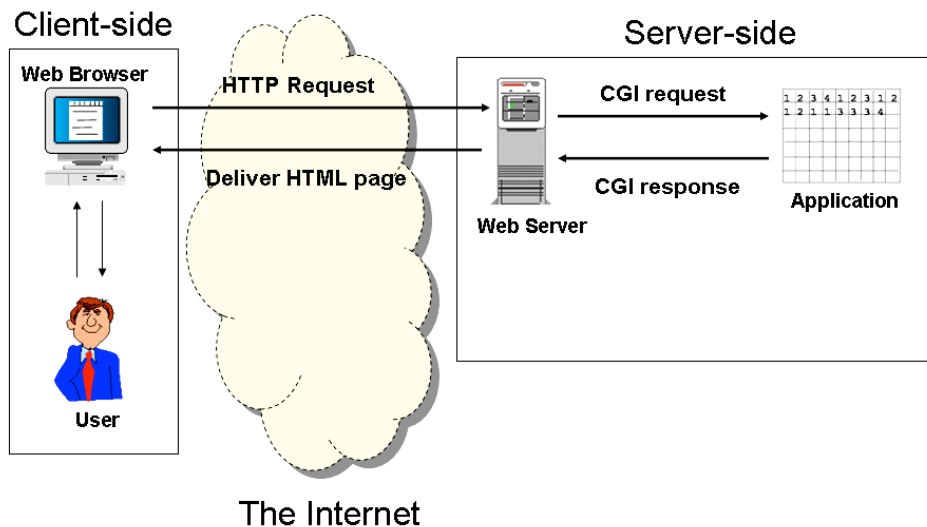 Client-side
Server-side
Web Browser
HTTP Request
CGI request
1 2 3 4 1 2 3 1 2
1 2 1 1 3 3 3 4
Deliver HTML page
CGI response
Web Server
Application
User
The Internet